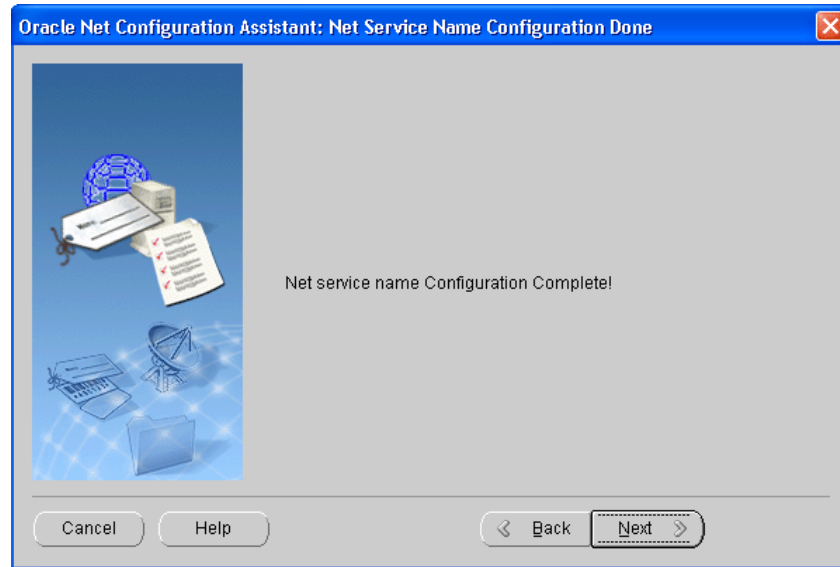 Oracle Net Configuration Assistant: Net Service Name Configuration Done
Net service name Configuration Complete!
Cancel
Help
Back
Next